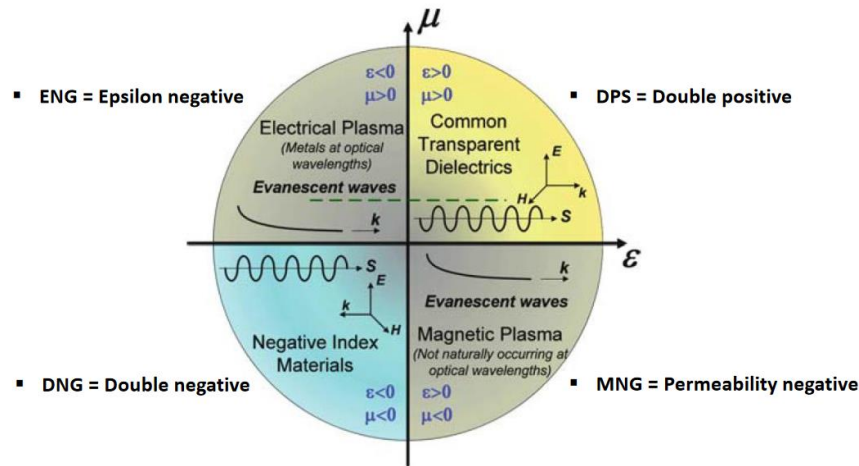 μ
▪ ENG = Epsilon negative
▪ DPS = Double positive
ε<0
μ>0
ε>0
μ>0
Electrical Plasma
(Metals at optical
wavelengths)
Evanescent waves
k
Common
Transparent
Dielectrics
E
H
k
S
ε
S
E
k
H
Negative Index
Materials
k
Evanescent waves
Magnetic Plasma
(Not naturally occurring at
optical wavelengths)
▪ DNG = Double negative
▪ MNG = Permeability negative
ε<0
μ<0
ε>0
μ<0